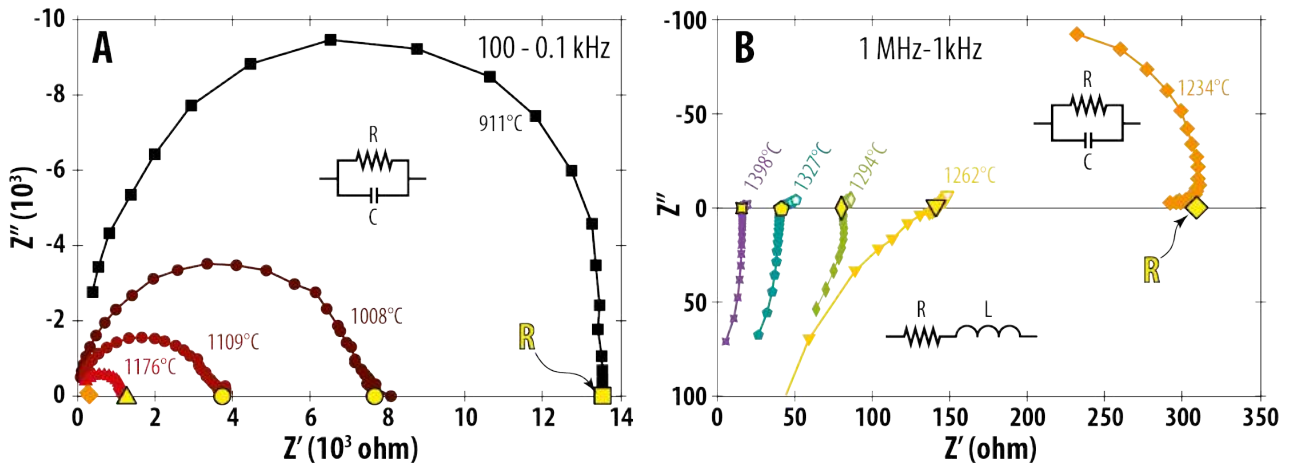 A
100 - 0.1 kHz
-10
-8
-6
-4
-2
0
Z″ (10³)
911°C
R
C
1008°C
1109°C
1176°C
R
0
2
4
6
8
10
12
14
Z′ (10³ ohm)
B
1 MHz-1kHz
-100
-50
0
50
100
Z″
1398°C
1327°C
1294°C
1262°C
1234°C
R
C
R
R
L
0
50
100
150
200
250
300
350
Z′ (ohm)